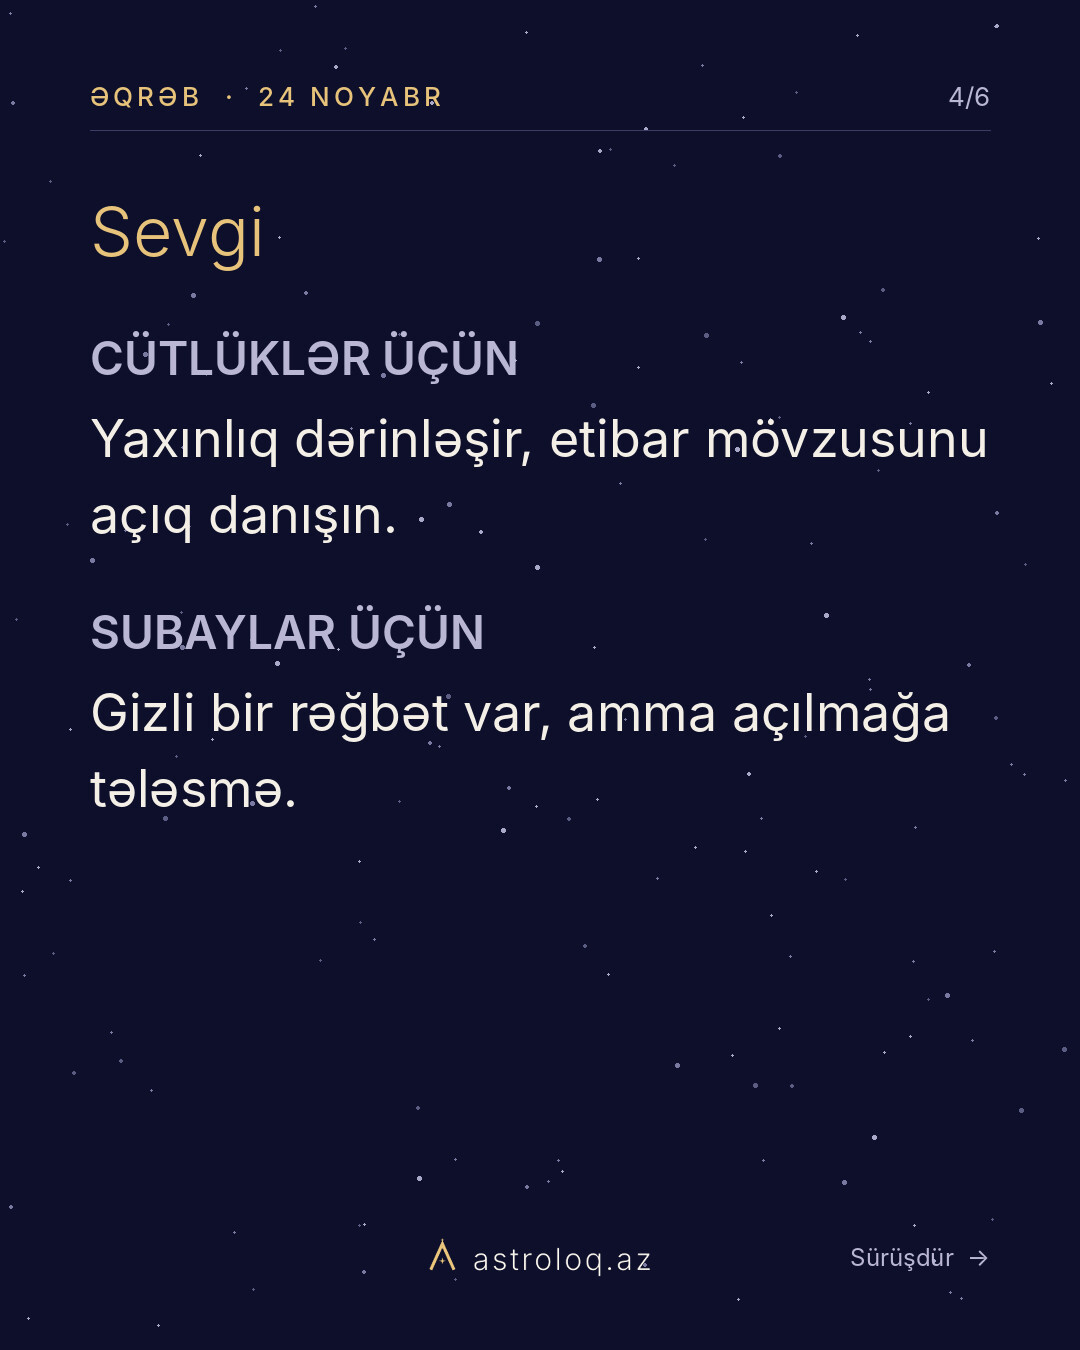 ƏQRƏB · 24 NOYABR
4/6
Sevgi
CÜTLÜKLƏR ÜÇÜN
Yaxınlıq dərinləşir, etibar mövzusunu
açıq danışın.
SUBAYLAR ÜÇÜN
Gizli bir rəğbət var, amma açılmağa
tələsmə.
astroloq.az
Sürüşdür →